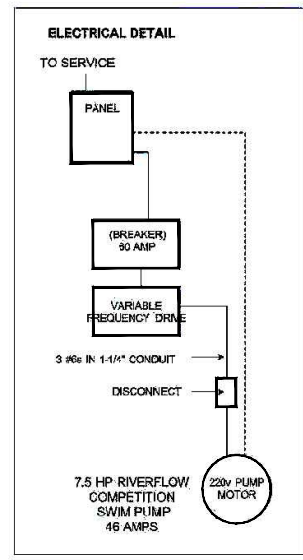 ELECTRICAL DETAIL
TO SERVICE
PANEL
(BREAKER)
60 AMP
VARIABLE
FREQUENCY DRIVE
3 #6s IN 1-1/4" CONDUIT
DISCONNECT
7.5 HP RIVERFLOW
COMPETITION
SWIM PUMP
46 AMPS
220v PUMP
MOTOR